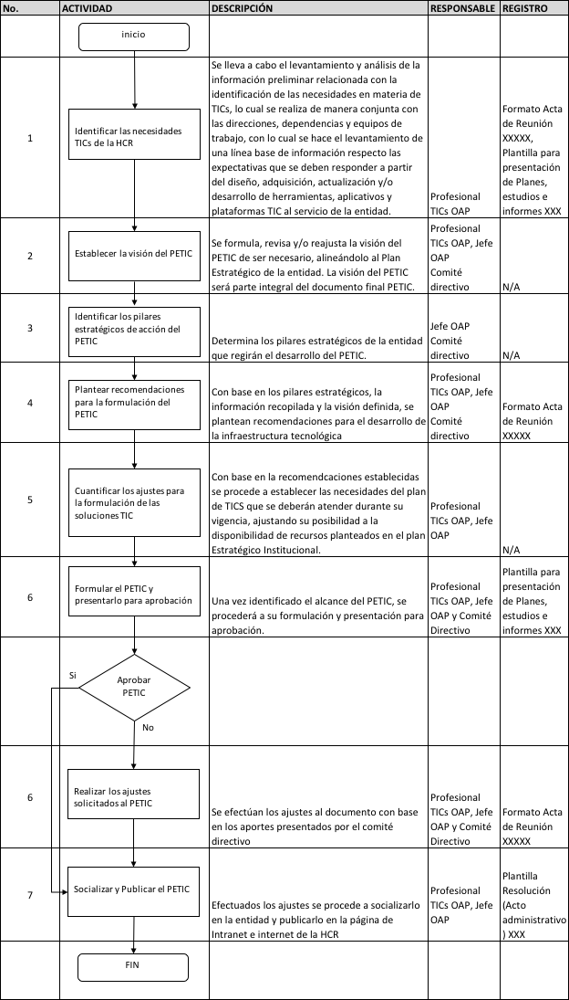 No.
ACTIVIDAD
DESCRIPCIÓN
RESPONSABLE
REGISTRO
inicio
1
Identificar las necesidades
TICs de la HCR
Se lleva a cabo el levantamiento y análisis de la
información preliminar relacionada con la
identificación de las necesidades en materia de
TICs, lo cual se realiza de manera conjunta con
las direcciones, dependencias y equipos de
trabajo, con lo cual se hace el levantamiento de
una línea base de información respecto las
expectativas que se deben responder a partir
del diseño, adquisición, actualización y/o
desarrollo de herramientas, aplicativos y
plataformas TIC al servicio de la entidad.
Profesional
TICs OAP
Formato Acta
de Reunión
XXXXX,
Plantilla para
presentación
de Planes,
estudios e
informes XXX
2
Establecer la visión del PETIC
Se formula, revisa y/o reajusta la visión del
PETIC de ser necesario, alineándolo al Plan
Estratégico de la entidad. La visión del PETIC
será parte integral del documento final PETIC.
Profesional
TICs OAP, Jefe
OAP
Comité
directivo
N/A
3
Identificar los pilares
estratégicos de acción del
PETIC
Determina los pilares estratégicos de la entidad
que regirán el desarrollo del PETIC.
Jefe OAP
Comité
directivo
N/A
4
Plantear recomendaciones
para la formulación del
PETIC
Con base en los pilares estratégicos, la
información recopilada y la visión definida, se
plantean recomendaciones para el desarrollo de
la infraestructura tecnológica
Profesional
TICs OAP, Jefe
OAP
Comité
directivo
Formato Acta
de Reunión
XXXXX
5
Cuantificar los ajustes para
la formulación de las
soluciones TIC
Con base en la recomendcaciones establecidas
se procede a establecer las necesidades del plan
de TICS que se deberán atender durante su
vigencia, ajustando su posibilidad a la
disponibilidad de recursos planteados en el plan
Estratégico Institucional.
Profesional
TICs OAP, Jefe
OAP
N/A
6
Formular el PETIC y
presentarlo para aprobación
Una vez identificado el alcance del PETIC, se
procederá a su formulación y presentación para
aprobación.
Profesional
TICs OAP, Jefe
OAP y Comité
Directivo
Plantilla para
presentación
de Planes,
estudios e
informes XXX
Si
Aprobar
PETIC
No
6
Realizar los ajustes
solicitados al PETIC
Se efectúan los ajustes al documento con base
en los aportes presentados por el comité
directivo
Profesional
TICs OAP, Jefe
OAP y Comité
Directivo
Formato Acta
de Reunión
XXXXX
7
Socializar y Publicar el PETIC
Efectuados los ajustes se procede a socializarlo
en la entidad y publicarlo en la página de
Intranet e internet de la HCR
Profesional
TICs OAP, Jefe
OAP
Plantilla
Resolución
(Acto
administrativo
) XXX
FIN